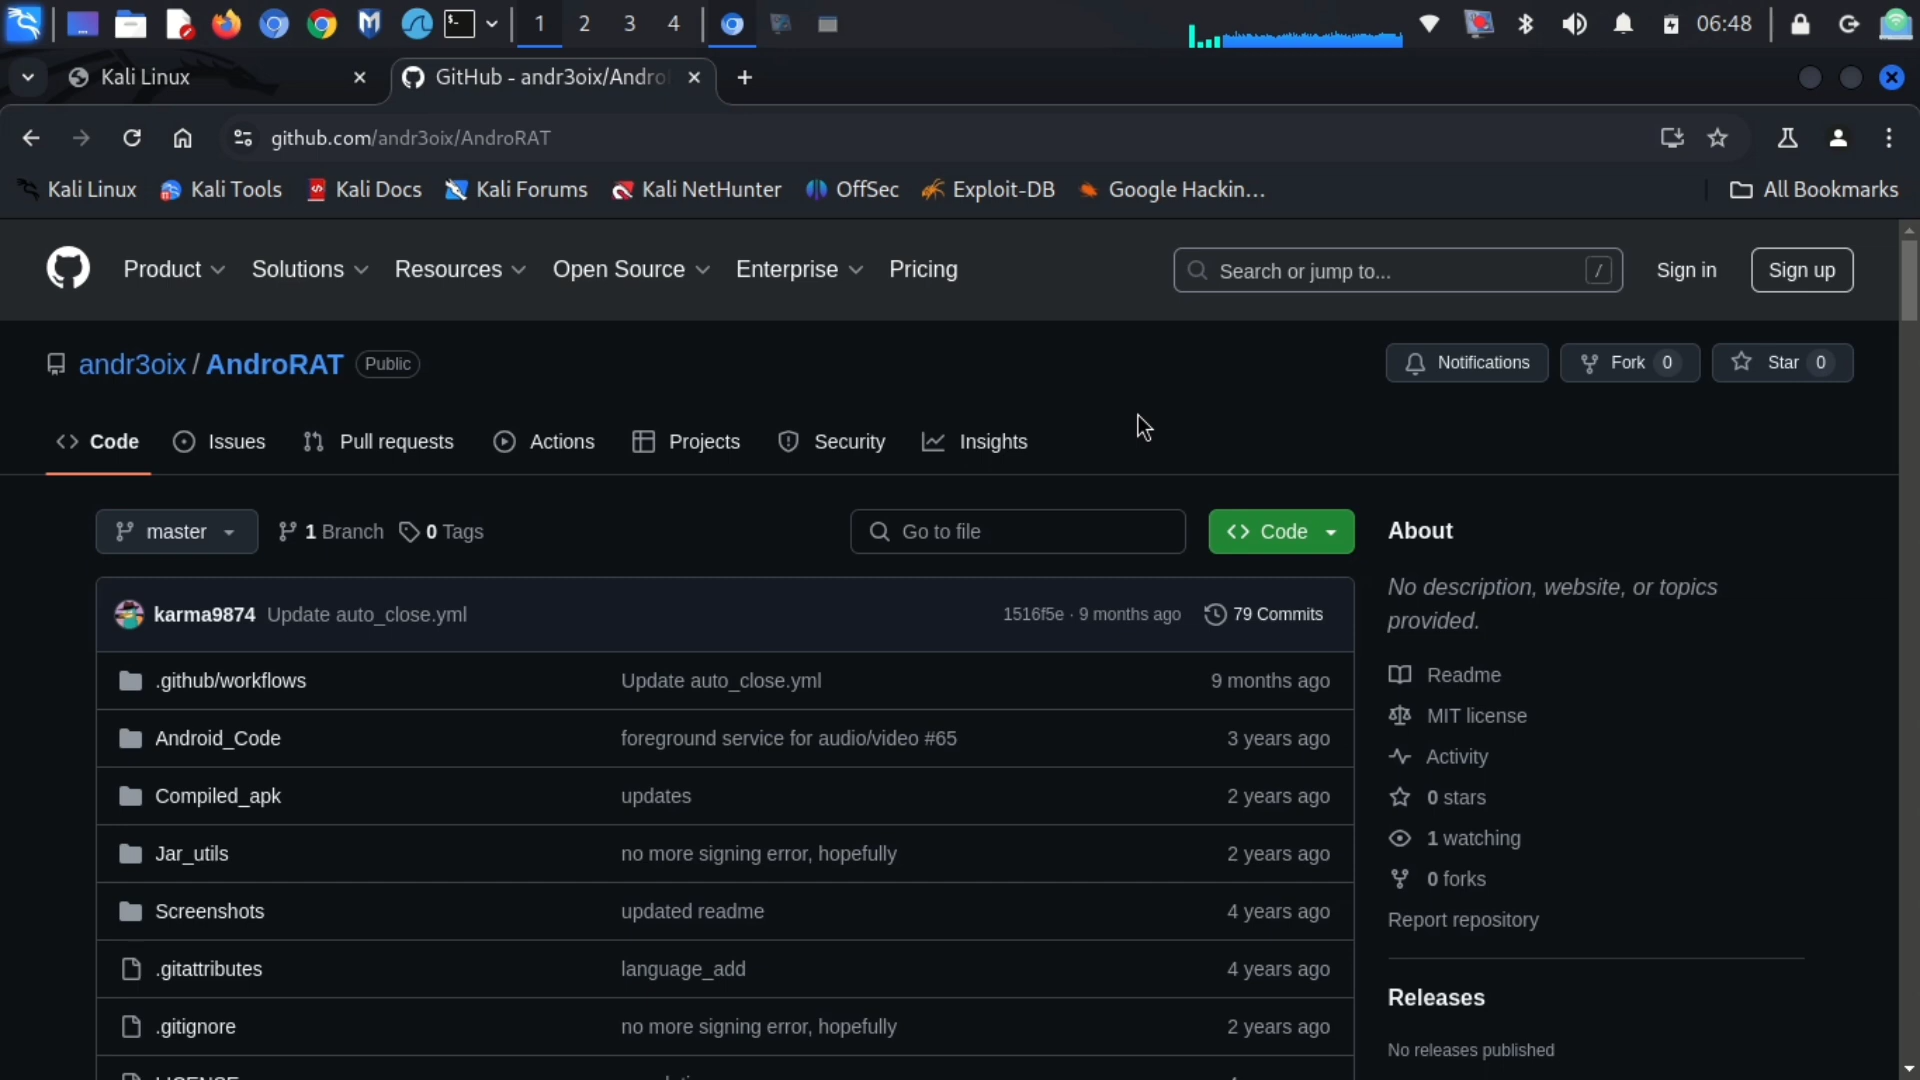 1 2 3 4 06:48
Kali Linux GitHub - andr3oix/Andro
github.com/andr3oix/AndroRAT
Kali Linux Kali Tools Kali Docs Kali Forums Kali NetHunter OffSec Exploit-DB Google Hackin... All Bookmarks
Product Solutions Resources Open Source Enterprise Pricing Search or jump to... / Sign in Sign up
andr3oix / AndroRAT Public Notifications Fork 0 Star 0
Code Issues Pull requests Actions Projects Security Insights
master 1 Branch 0 Tags Go to file Code
karma9874 Update auto_close.yml 1516f5e · 9 months ago 79 Commits
.github/workflows Update auto_close.yml 9 months ago
Android_Code foreground service for audio/video #65 3 years ago
Compiled_apk updates 2 years ago
Jar_utils no more signing error, hopefully 2 years ago
Screenshots updated readme 4 years ago
.gitattributes language_add 4 years ago
.gitignore no more signing error, hopefully 2 years ago
About
No description, website, or topics
provided.
Readme
MIT license
Activity
0 stars
1 watching
0 forks
Report repository
Releases
No releases published